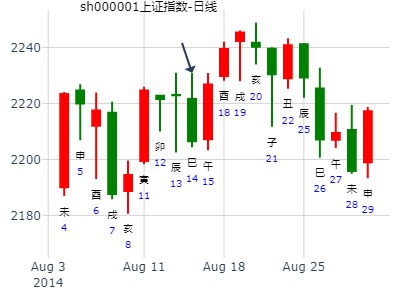 sh000001上证指数-日线
2240
2220
2200
2180
未
4
申
5
酉
6
戌
7
亥
8
寅
11
卯
12
辰
13
巳
14
午
15
酉
18
戌
19
亥
20
子
21
丑
22
辰
25
巳
26
午
27
未
28
申
29
Aug 3
2014
Aug 11
Aug 18
Aug 25